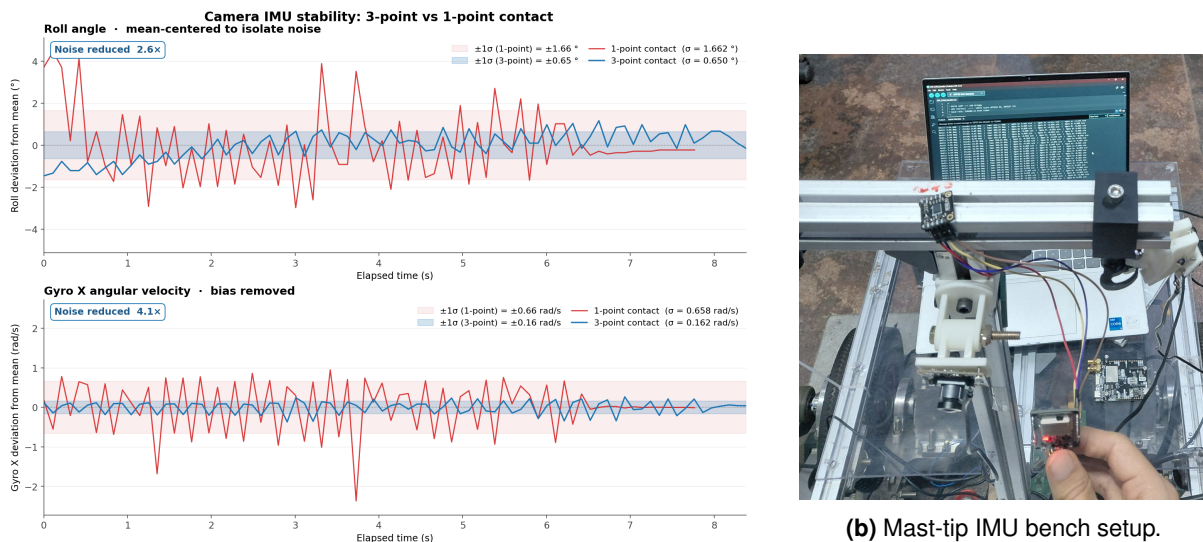 Camera IMU stability: 3-point vs 1-point contact
Roll angle · mean-centered to isolate noise
Noise reduced 2.6×
±1σ (1-point) = ±1.66 °
±1σ (3-point) = ±0.65 °
1-point contact (σ = 1.662 °)
3-point contact (σ = 0.650 °)
Roll deviation from mean (°)
4
2
0
−2
−4
0 1 2 3 4 5 6 7 8
Elapsed time (s)
Gyro X angular velocity · bias removed
Noise reduced 4.1×
±1σ (1-point) = ±0.66 rad/s
±1σ (3-point) = ±0.16 rad/s
1-point contact (σ = 0.658 rad/s)
3-point contact (σ = 0.162 rad/s)
Gyro X deviation from mean (rad/s)
2
1
0
−1
−2
0 1 2 3 4 5 6 7 8
Elapsed time (s)
(b) Mast-tip IMU bench setup.